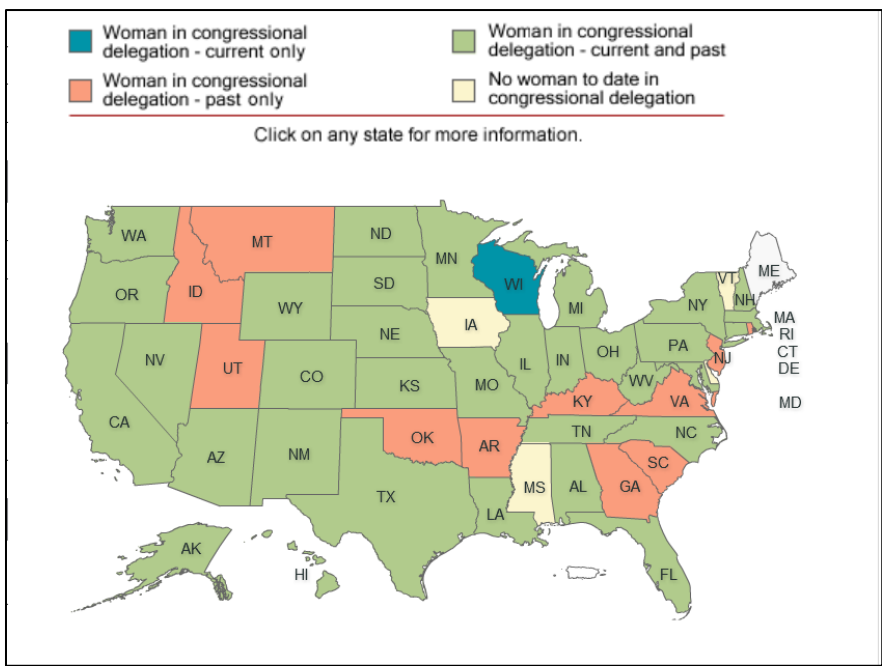 Woman in congressional
delegation - current only
Woman in congressional
delegation - current and past
Woman in congressional
delegation - past only
No woman to date in
congressional delegation
Click on any state for more information.
WA
MT
ND
MN
VT
ME
OR
ID
WY
SD
WI
MI
NY
NH
MA
RI
CT
DE
MD
NV
UT
CO
NE
IA
IL
IN
OH
PA
NJ
CA
KS
MO
WV
KY
VA
AZ
NM
OK
AR
TN
NC
SC
TX
LA
MS
AL
GA
FL
AK
HI